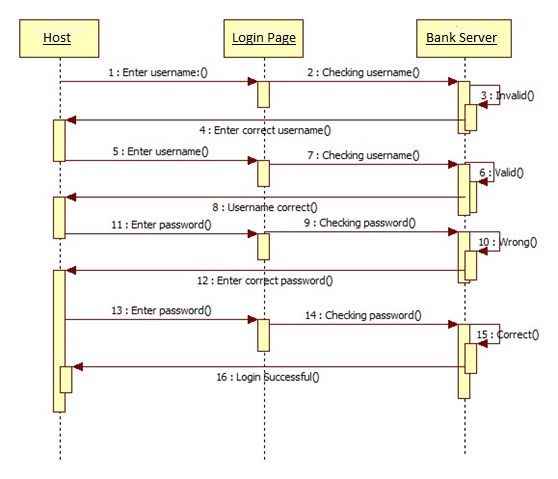 Host
Login Page
Bank Server
1 : Enter username:()
2 : Checking username()
3 : Invalid()
4 : Enter correct username()
5 : Enter username()
7 : Checking username()
6 : Valid()
8 : Username correct()
11 : Enter password()
9 : Checking password()
10 : Wrong()
12 : Enter correct password()
13 : Enter password()
14 : Checking password()
15 : Correct()
16 : Login Successful()